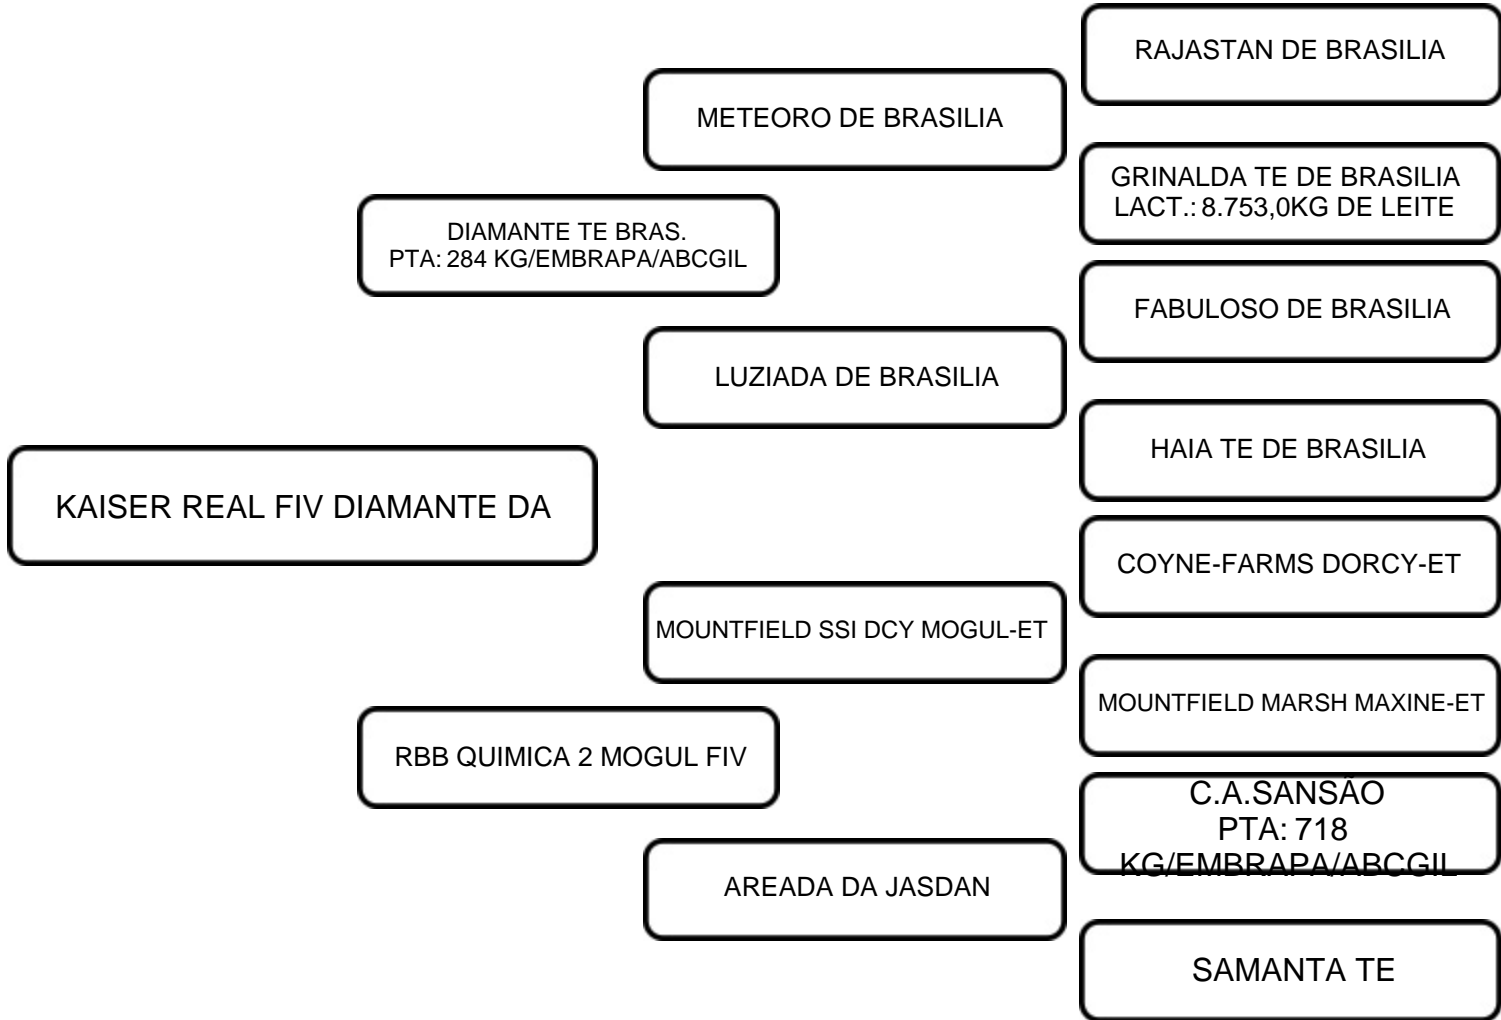 RAJASTAN DE BRASILIA
METEORO DE BRASILIA
GRINALDA TE DE BRASILIA
LACT.: 8.753,0KG DE LEITE
DIAMANTE TE BRAS.
PTA: 284 KG/EMBRAPA/ABCGIL
FABULOSO DE BRASILIA
LUZIADA DE BRASILIA
HAIA TE DE BRASILIA
KAISER REAL FIV DIAMANTE DA
COYNE-FARMS DORCY-ET
MOUNTFIELD SSI DCY MOGUL-ET
MOUNTFIELD MARSH MAXINE-ET
RBB QUIMICA 2 MOGUL FIV
C.A.SANSÃO
PTA: 718
KG/EMBRAPA/ABCGIL
AREADA DA JASDAN
SAMANTA TE